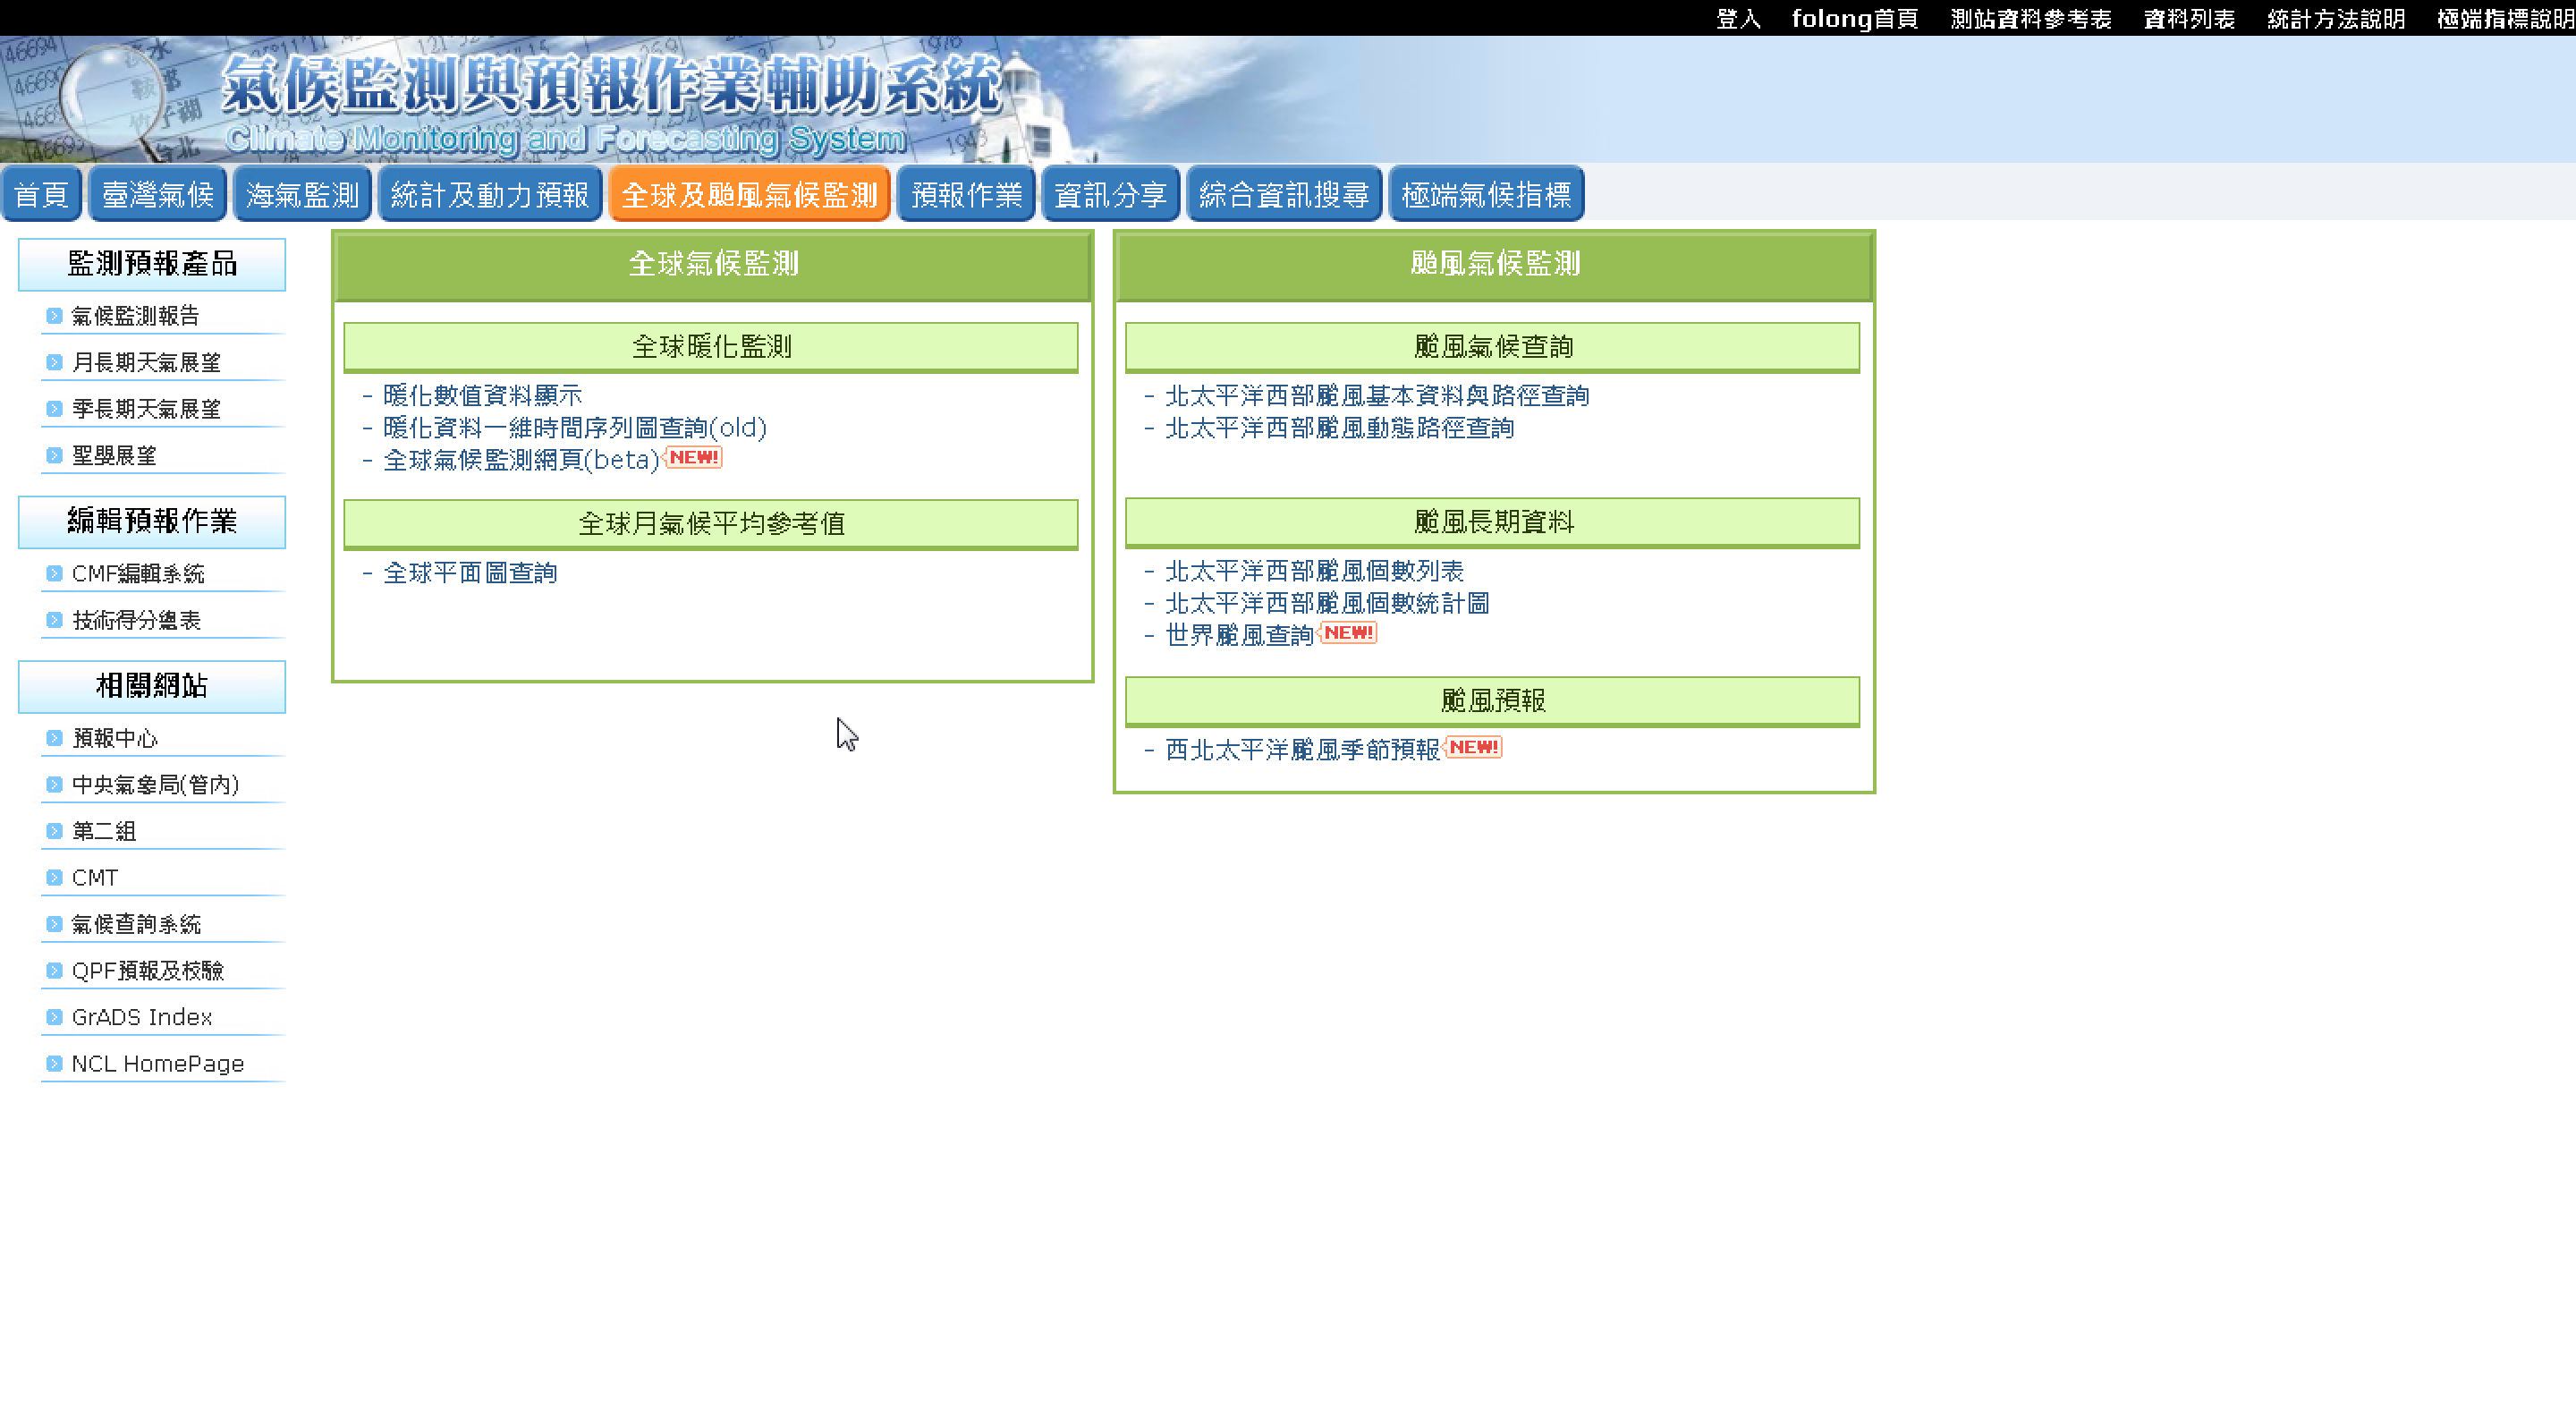 登入 folong首頁 測站資料參考表 資料列表 統計方法說明 極端指標說明
氣候監測與預報作業輔助系統
Climate Monitoring and Forecasting System
首頁 臺灣氣候 海氣監測 統計及動力預報 全球及颱風氣候監測 預報作業 資訊分享 綜合資訊搜尋 極端氣候指標
監測預報產品
氣候監測報告
月長期天氣展望
季長期天氣展望
聖嬰展望
編輯預報作業
CMF編輯系統
技術得分總表
相關網站
預報中心
中央氣象局(管內)
第二組
CMT
氣候查詢系統
QPF預報及校驗
GrADS Index
NCL HomePage
全球氣候監測
全球暖化監測
- 暖化數值資料顯示
- 暖化資料一維時間序列圖查詢(old)
- 全球氣候監測網頁(beta) NEW!
全球月氣候平均參考值
- 全球平面圖查詢
颱風氣候監測
颱風氣候查詢
- 北太平洋西部颱風基本資料與路徑查詢
- 北太平洋西部颱風動態路徑查詢
颱風長期資料
- 北太平洋西部颱風個數列表
- 北太平洋西部颱風個數統計圖
- 世界颱風查詢 NEW!
颱風預報
- 西北太平洋颱風季節預報 NEW!